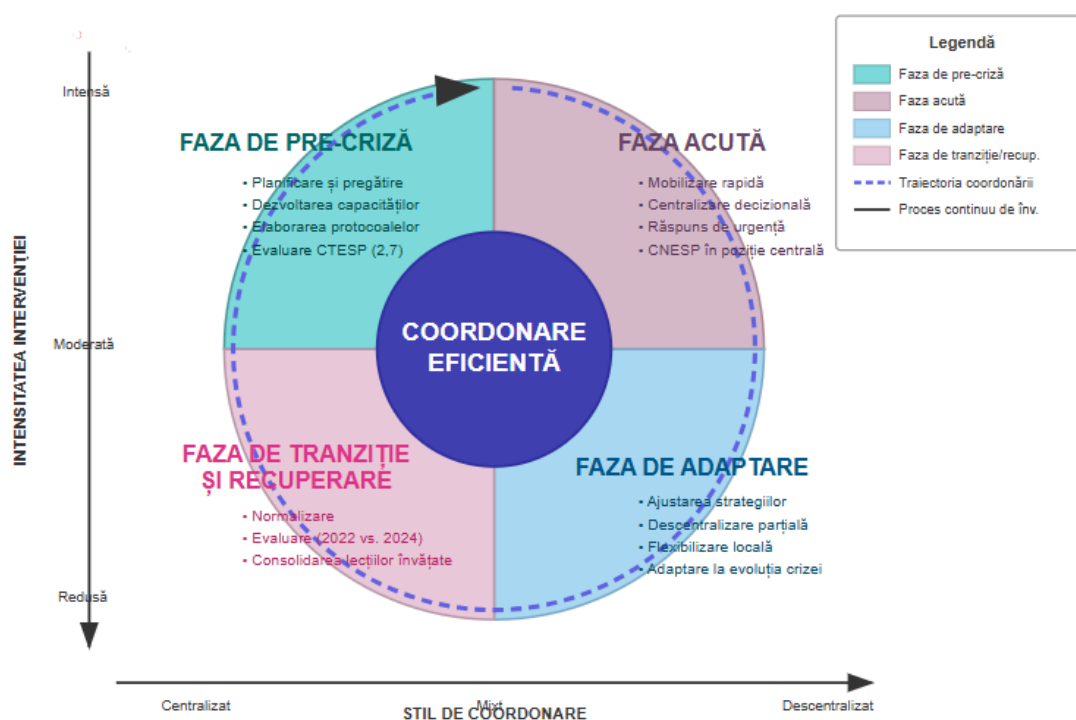 Legendă
Faza de pre-criză
Faza acută
Faza de adaptare
Faza de tranziție/recup.
Traiectoria coordonării
Proces continuu de înv.
INTENSITATEA INTERVENȚIEI
Intensă
Moderată
Redusă
FAZA DE PRE-CRIZĂ
• Planificare și pregătire
• Dezvoltarea capacităților
• Elaborarea protocoalelor
• Evaluare CTESP (2,7)
FAZA ACUTĂ
• Mobilizare rapidă
• Centralizare decizională
• Răspuns de urgență
• CNESP în poziție centrală
COORDONARE
EFICIENTĂ
FAZA DE TRANZIȚIE
ȘI RECUPERARE
• Normalizare
• Evaluare (2022 vs. 2024)
• Consolidarea lecțiilor învățate
FAZA DE ADAPTARE
• Ajustarea strategiilor
• Descentralizare parțială
• Flexibilizare locală
• Adaptare la evoluția crizei
Centralizat
Mixt
Descentralizat
STIL DE COORDONARE